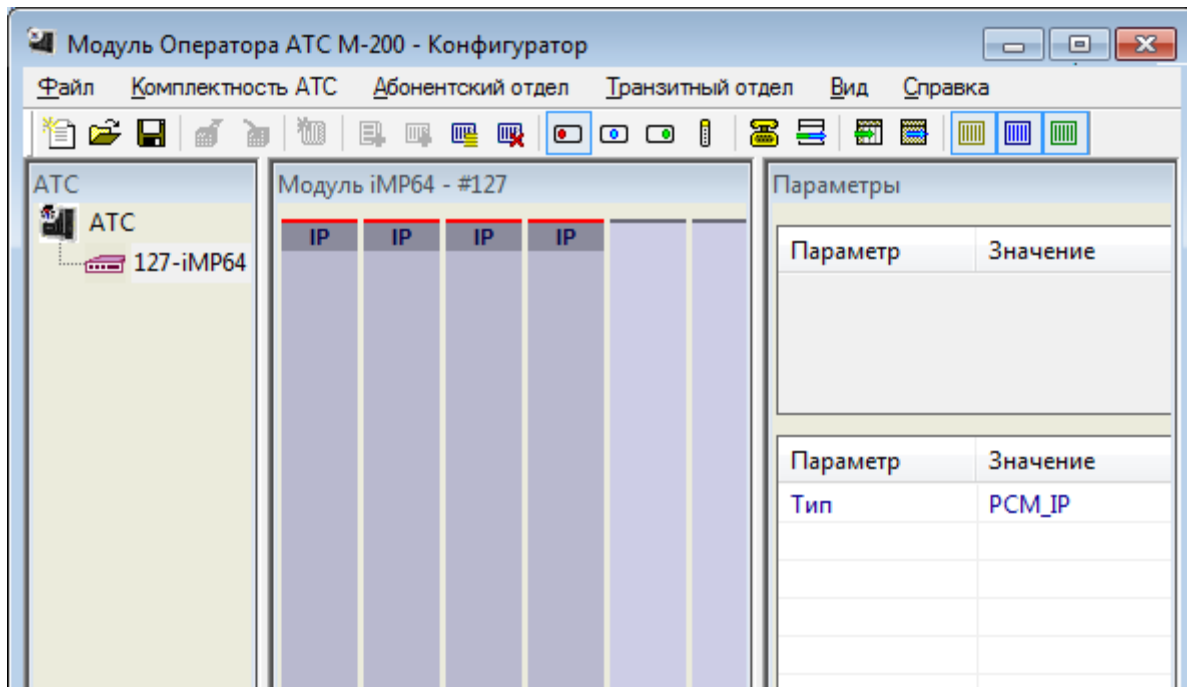 Модуль Оператора АТС М-200 - Конфигуратор
Файл Комплектность АТС Абонентский отдел Транзитный отдел Вид Справка
АТС
АТС
127-iMP64
Модуль iMP64 - #127
IP IP IP IP
Параметры
Параметр Значение
Параметр Значение
Тип PCM_IP